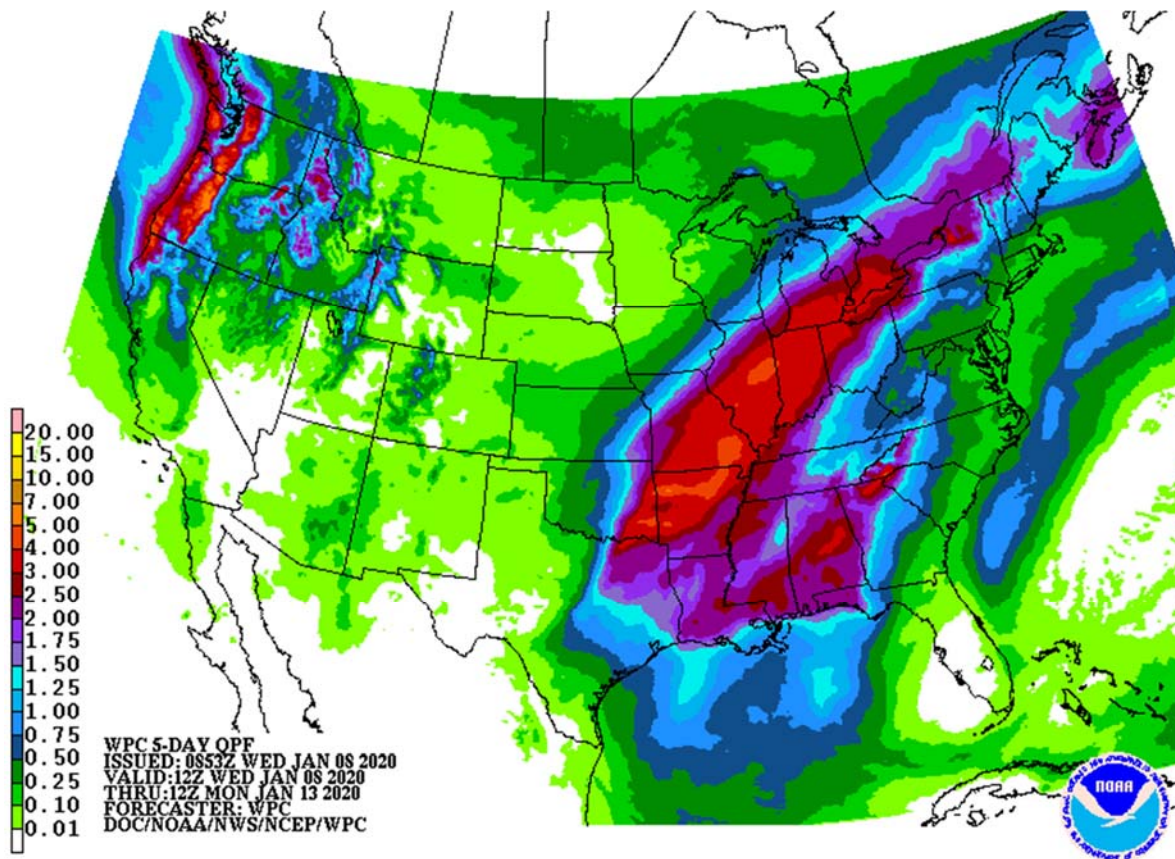 20.00
15.00
10.00
7.00
5.00
4.00
3.00
2.50
2.00
1.75
1.50
1.25
1.00
0.75
0.50
0.25
0.10
0.01
WPC 5-DAY QPF
ISSUED: 0853Z WED JAN 08 2020
VALID:12Z WED JAN 08 2020
THRU:12Z MON JAN 13 2020
FORECASTER: WPC
DOC/NOAA/NWS/NCEP/WPC
NOAA